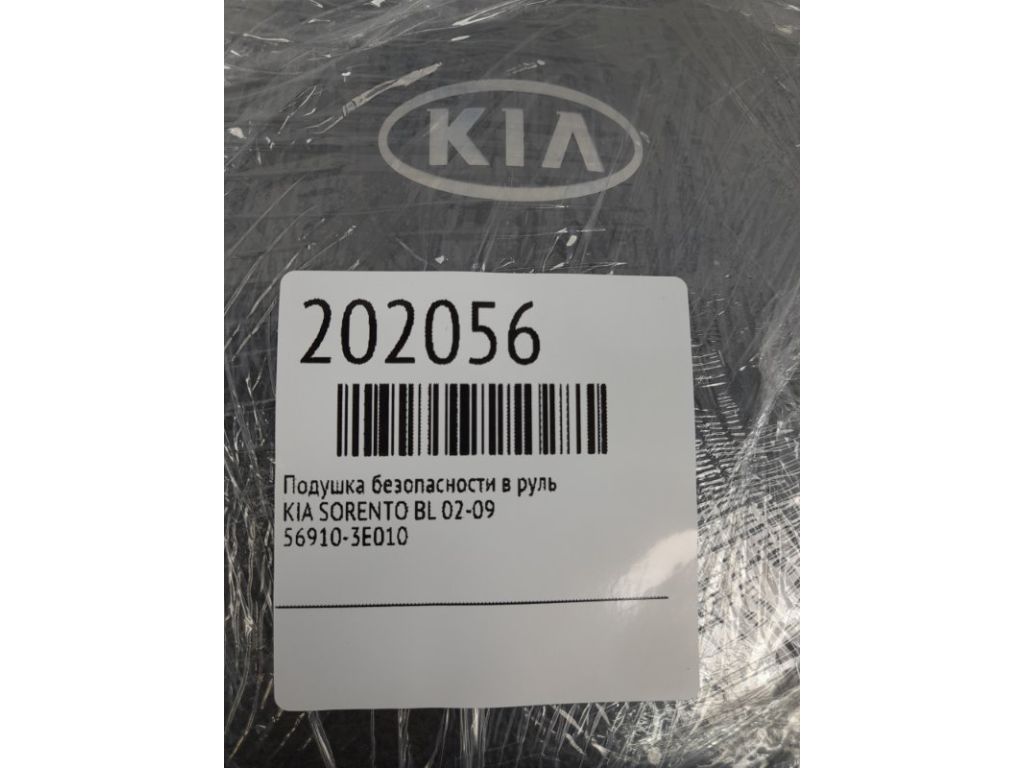 KIA
202056
Подушка безопасности в руль
KIA SORENTO BL 02-09
56910-3E010